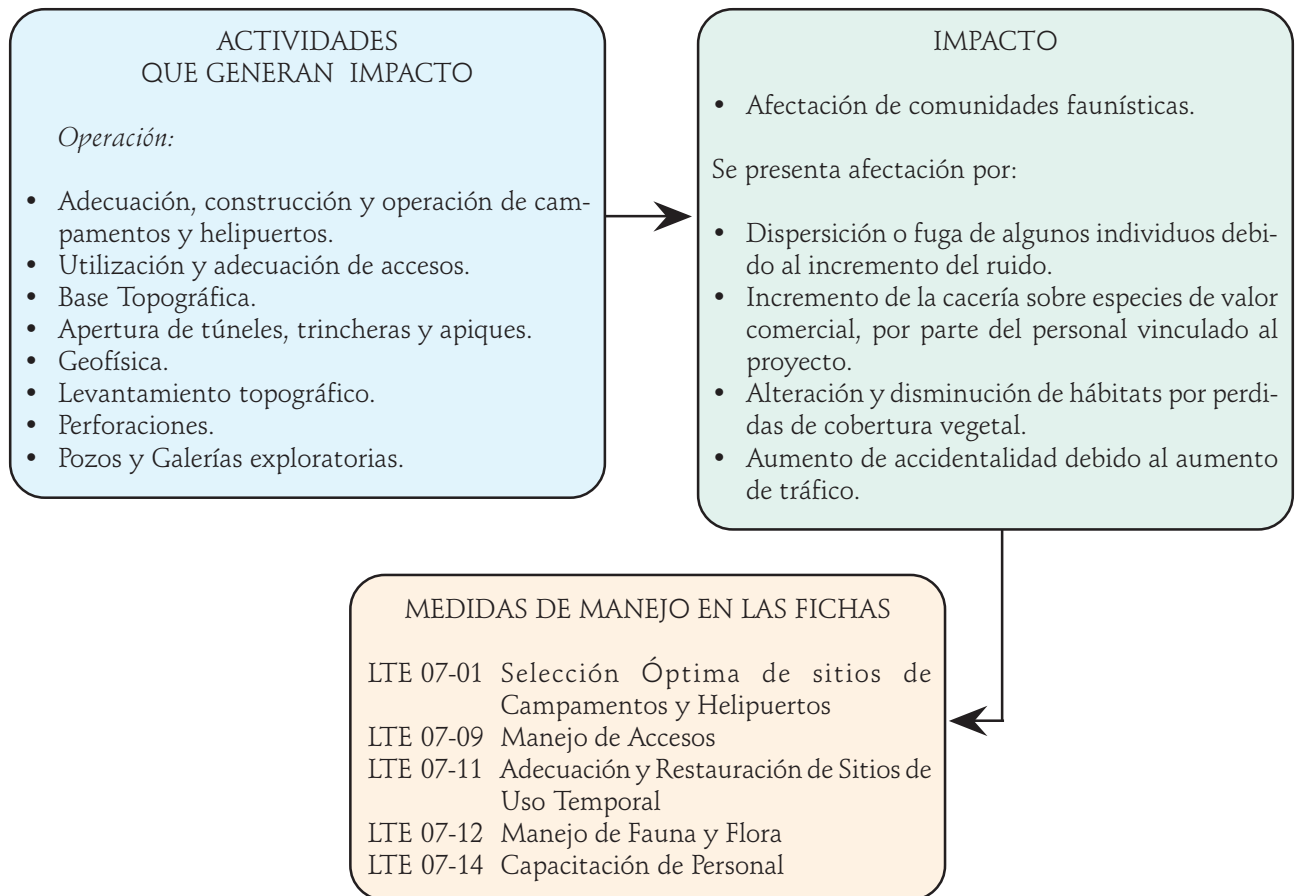 ACTIVIDADES
QUE GENERAN IMPACTO
Operación:
• Adecuación, construcción y operación de cam-
pamentos y helipuertos.
• Utilización y adecuación de accesos.
• Base Topográfica.
• Apertura de túneles, trincheras y apiques.
• Geofísica.
• Levantamiento topográfico.
• Perforaciones.
• Pozos y Galerías exploratorias.
IMPACTO
• Afectación de comunidades faunísticas.
Se presenta afectación por:
• Dispersición o fuga de algunos individuos debi-
do al incremento del ruido.
• Incremento de la cacería sobre especies de valor
comercial, por parte del personal vinculado al
proyecto.
• Alteración y disminución de hábitats por perdi-
das de cobertura vegetal.
• Aumento de accidentalidad debido al aumento
de tráfico.
MEDIDAS DE MANEJO EN LAS FICHAS
LTE 07-01 Selección Óptima de sitios de
Campamentos y Helipuertos
LTE 07-09 Manejo de Accesos
LTE 07-11 Adecuación y Restauración de Sitios de
Uso Temporal
LTE 07-12 Manejo de Fauna y Flora
LTE 07-14 Capacitación de Personal